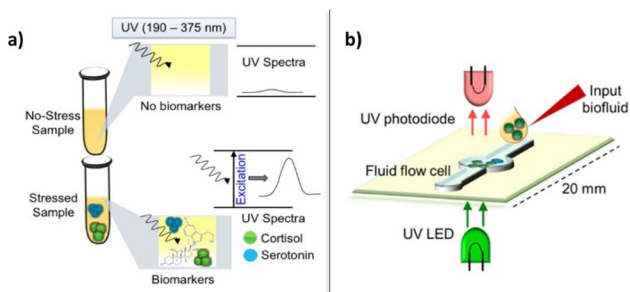 a)
UV (190 – 375 nm)
UV Spectra
No biomarkers
No-Stress
Sample
Stressed
Sample
Excitation
UV Spectra
Cortisol
Serotonin
Biomarkers
b)
Input
biofluid
UV photodiode
Fluid flow cell
20 mm
UV LED